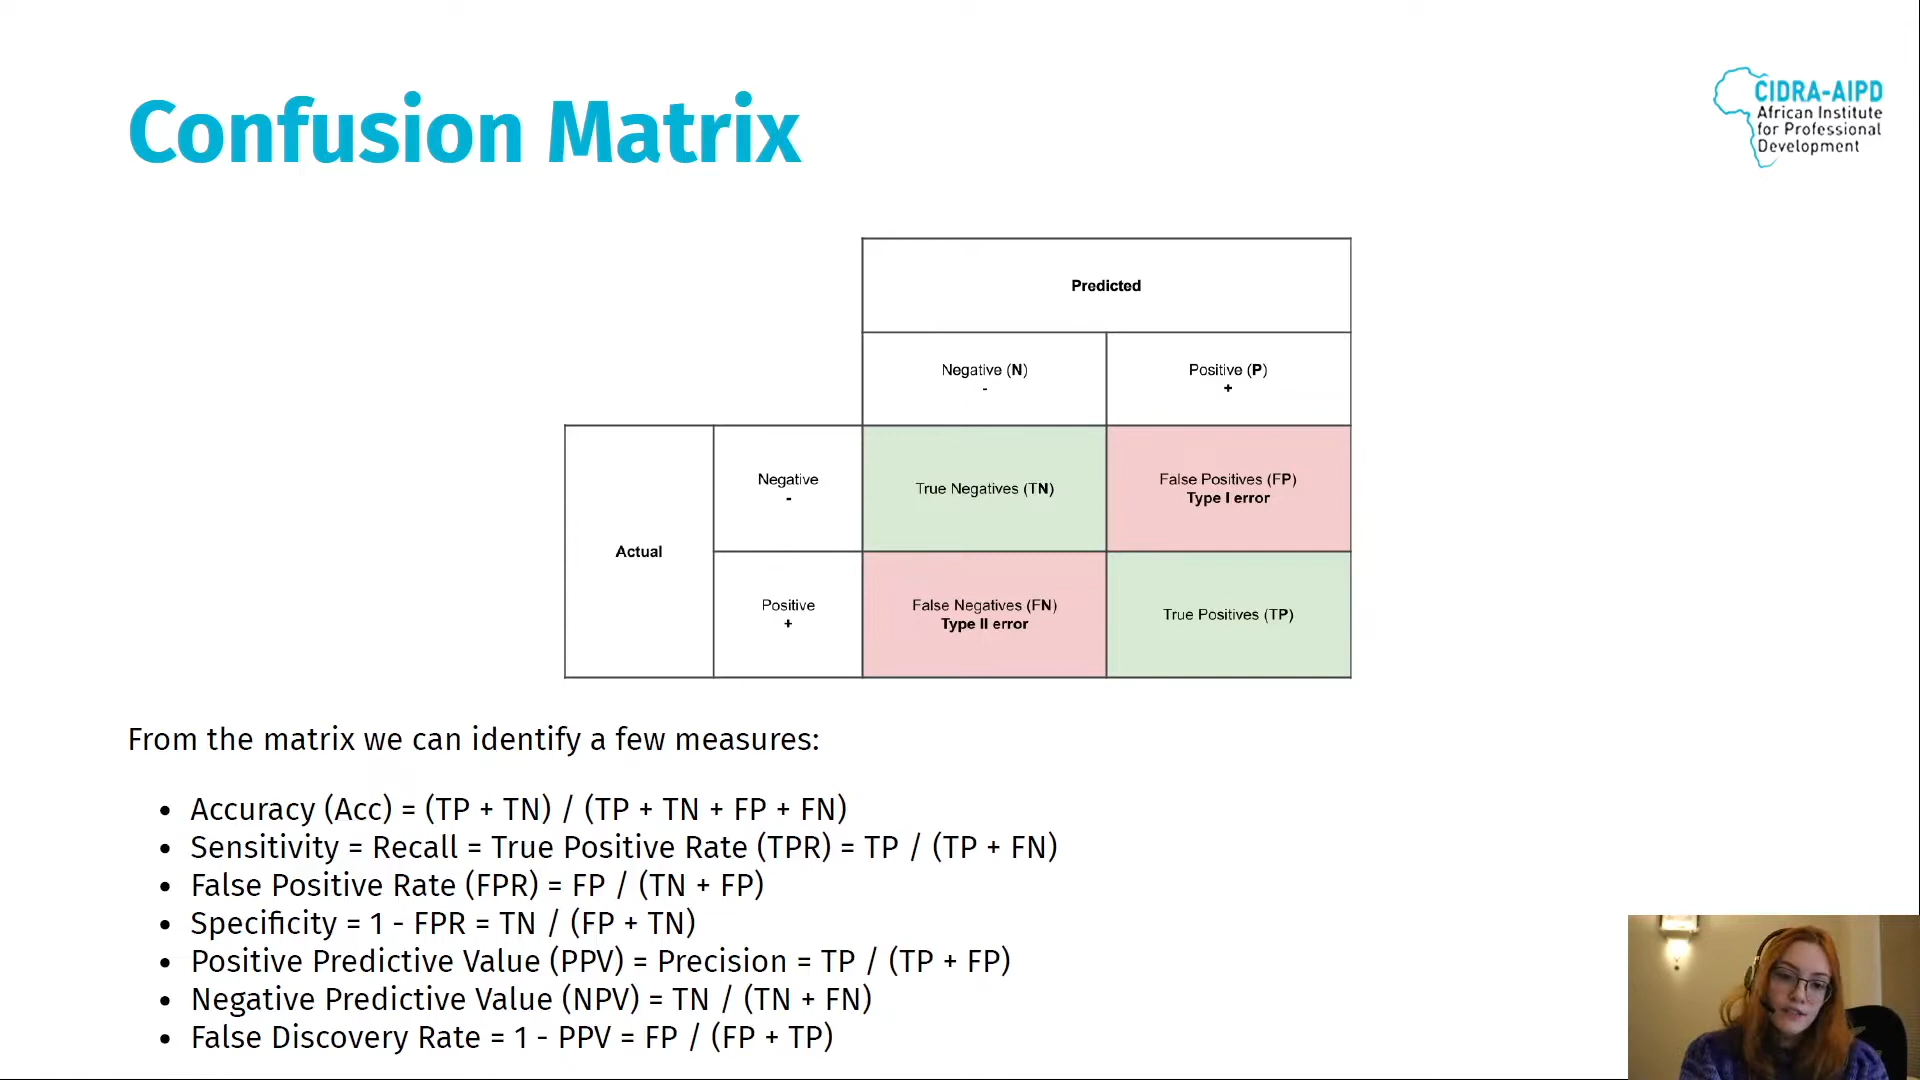 Confusion Matrix
CIDRA-AIPD
African Institute
for Professional
Development
Predicted
Negative (N)
-
Positive (P)
+
Actual
Negative
-
True Negatives (TN)
False Positives (FP)
Type I error
Positive
+
False Negatives (FN)
Type II error
True Positives (TP)
From the matrix we can identify a few measures:
• Accuracy (Acc) = (TP + TN) / (TP + TN + FP + FN)
• Sensitivity = Recall = True Positive Rate (TPR) = TP / (TP + FN)
• False Positive Rate (FPR) = FP / (TN + FP)
• Specificity = 1 - FPR = TN / (FP + TN)
• Positive Predictive Value (PPV) = Precision = TP / (TP + FP)
• Negative Predictive Value (NPV) = TN / (TN + FN)
• False Discovery Rate = 1 - PPV = FP / (FP + TP)